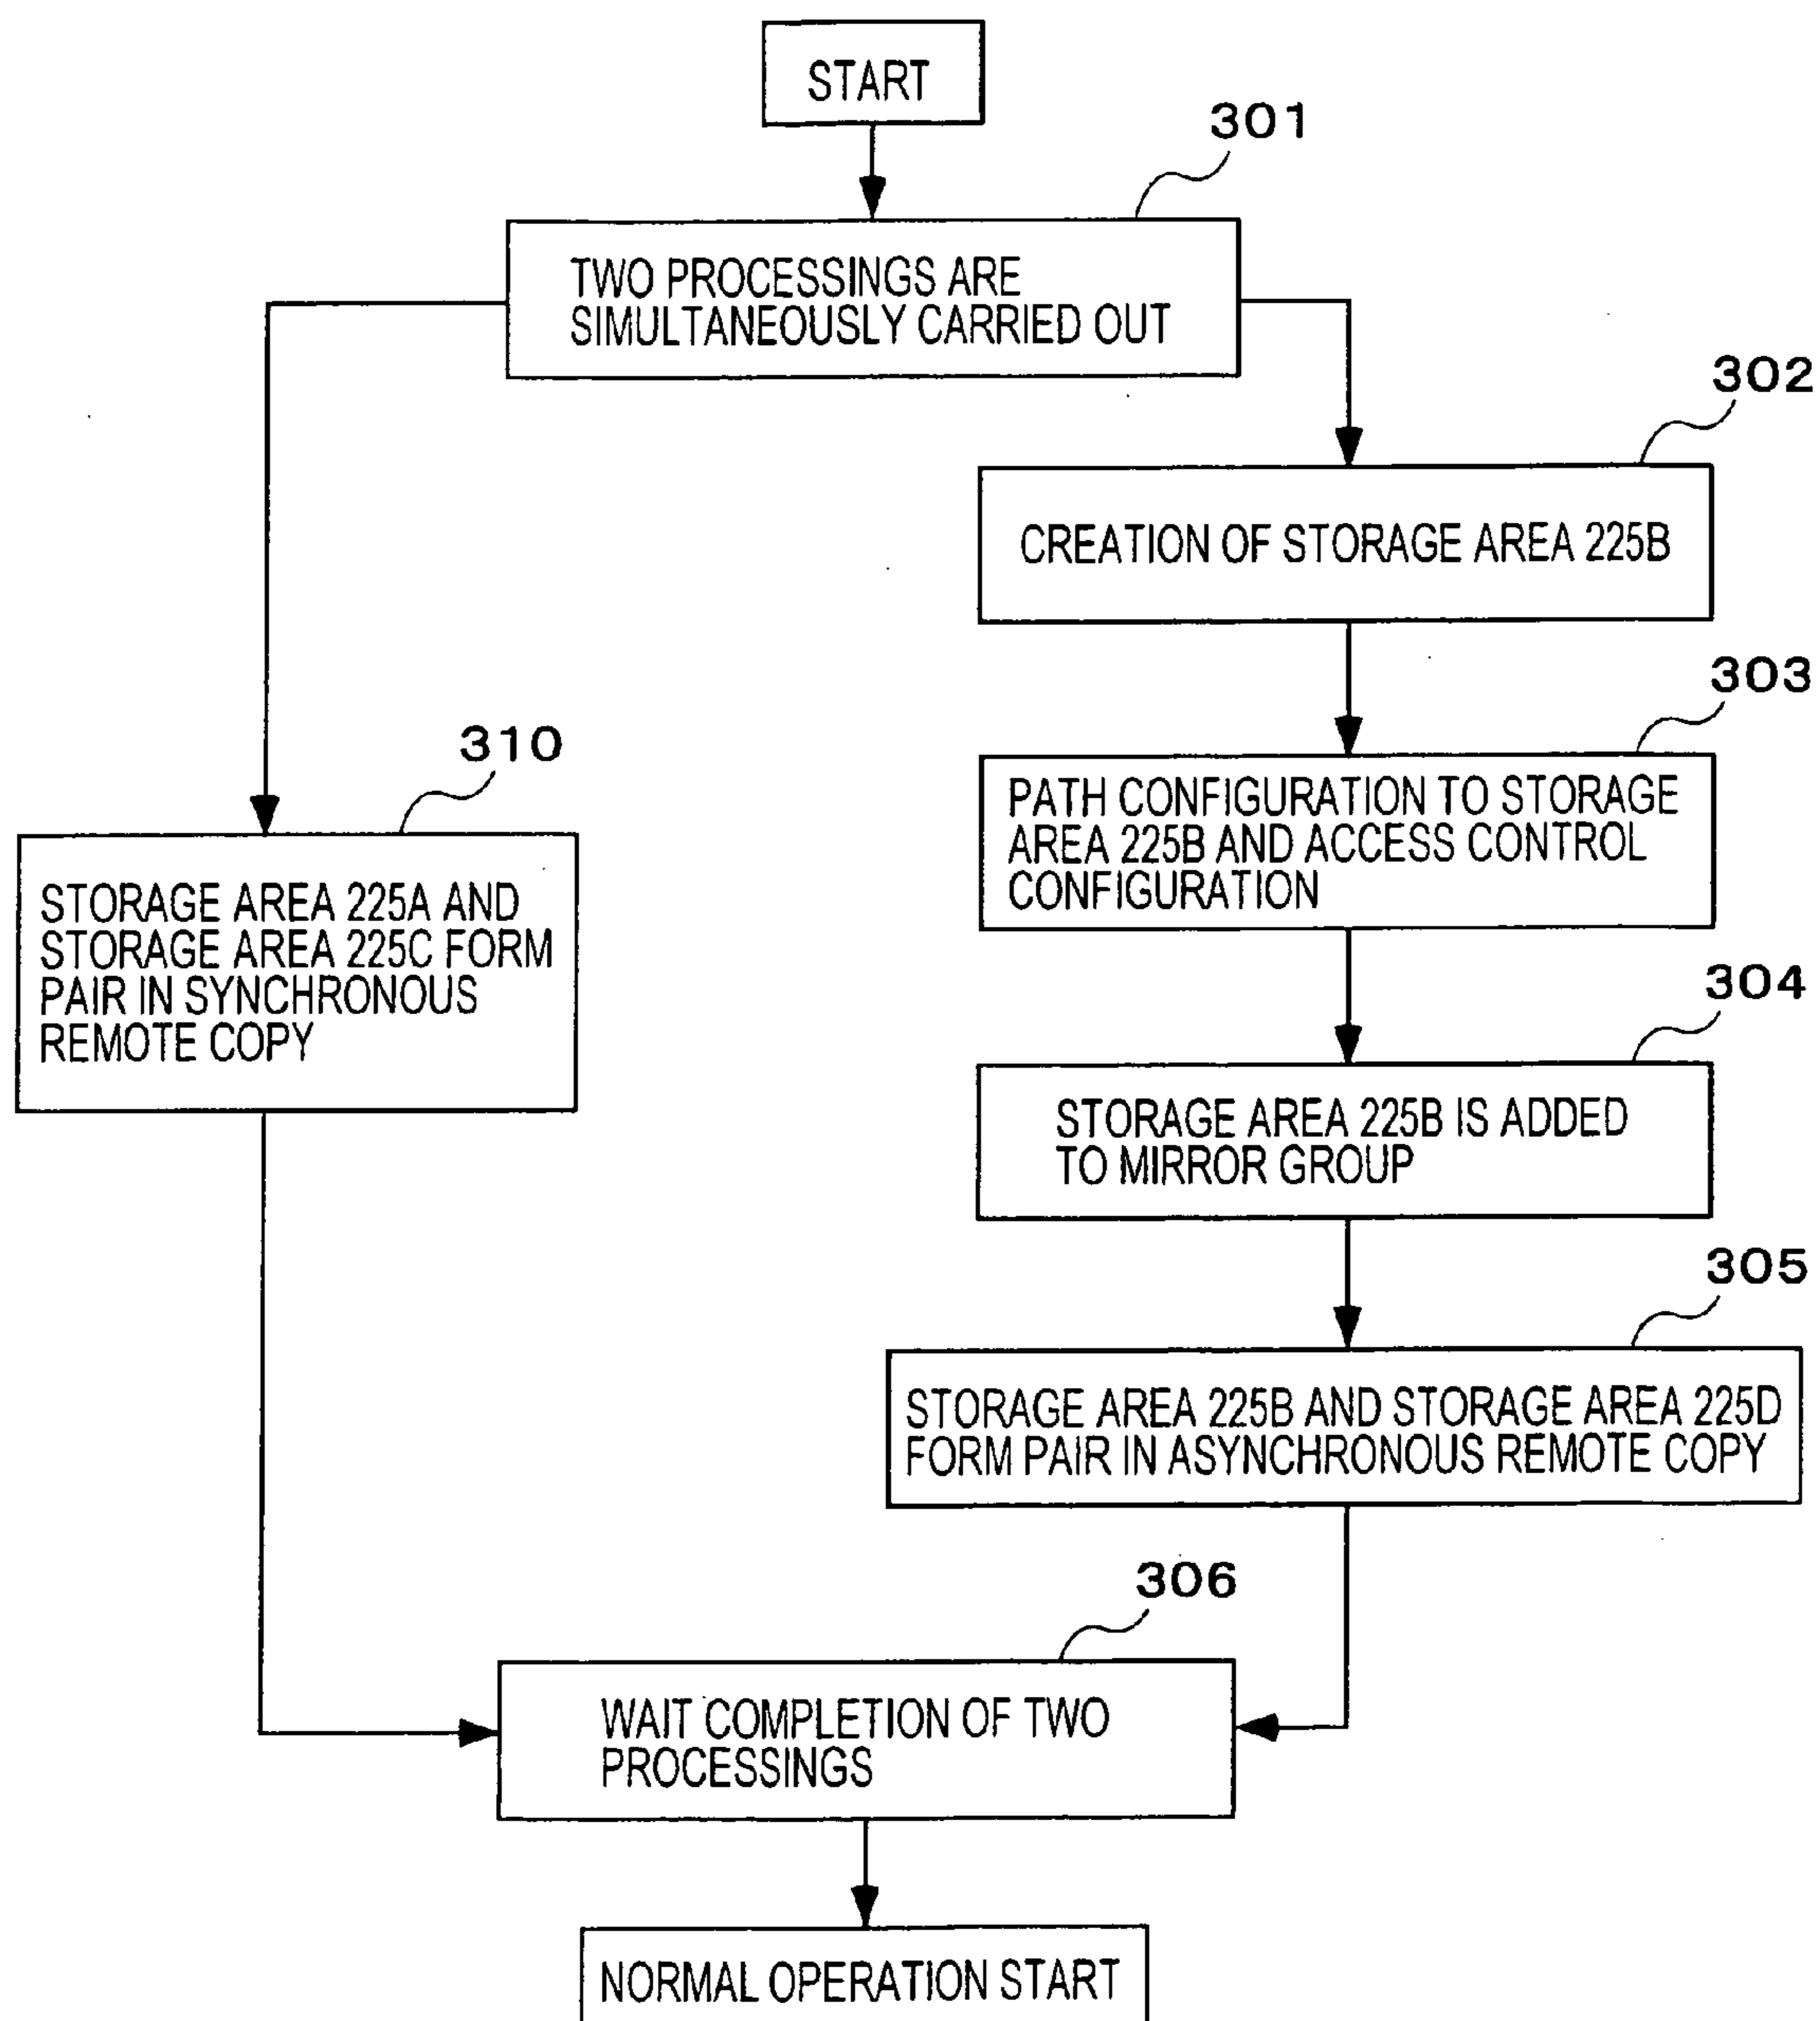 START
301
TWO PROCESSINGS ARE
SIMULTANEOUSLY CARRIED OUT
302
CREATION OF STORAGE AREA 225B
303
PATH CONFIGURATION TO STORAGE
AREA 225B AND ACCESS CONTROL
CONFIGURATION
310
STORAGE AREA 225A AND
STORAGE AREA 225C FORM
PAIR IN SYNCHRONOUS
REMOTE COPY
304
STORAGE AREA 225B IS ADDED
TO MIRROR GROUP
305
STORAGE AREA 225B AND STORAGE AREA 225D
FORM PAIR IN ASYNCHRONOUS REMOTE COPY
306
WAIT COMPLETION OF TWO
PROCESSINGS
NORMAL OPERATION START